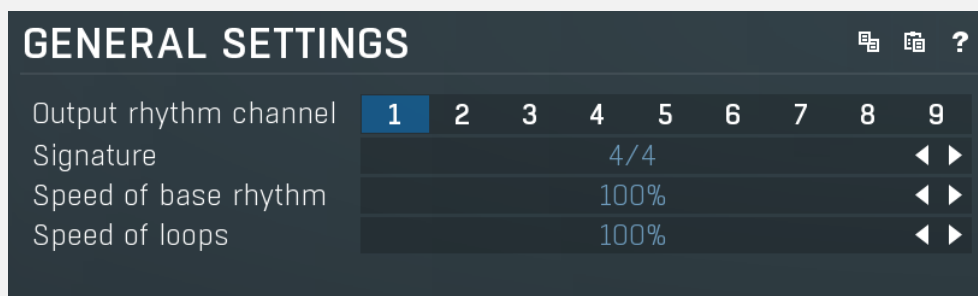 GENERAL SETTINGS ?
Output rhythm channel 1 2 3 4 5 6 7 8 9
Signature 4/4
Speed of base rhythm 100%
Speed of loops 100%